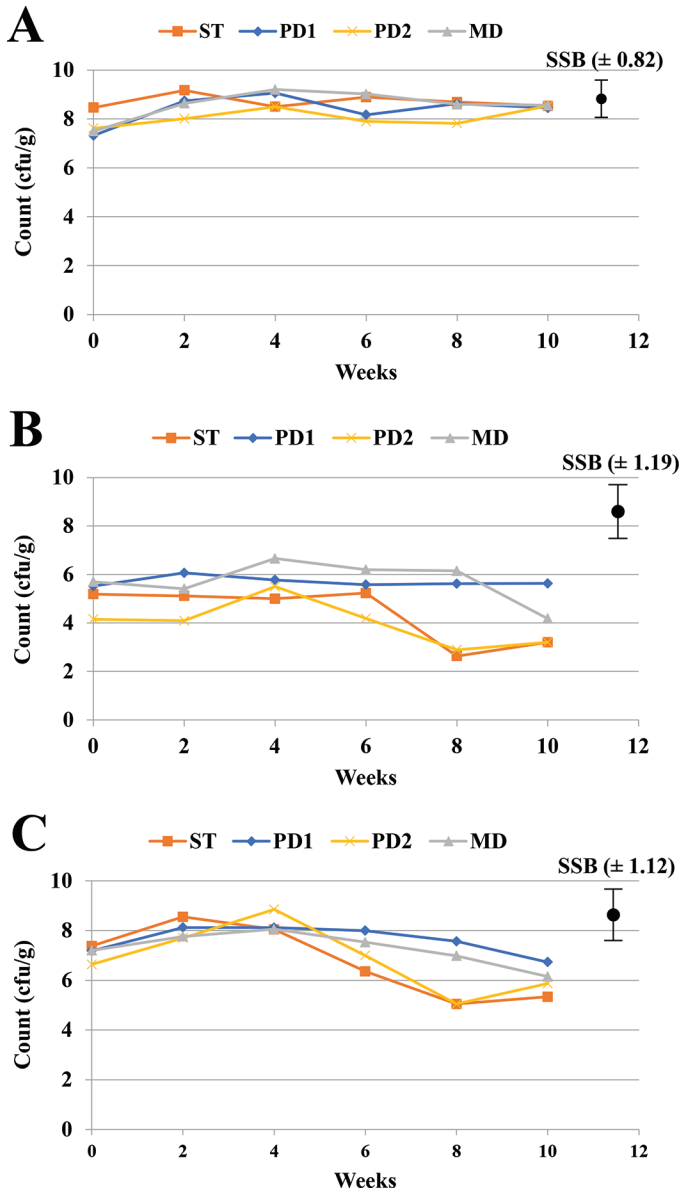 A
ST PD1 PD2 MD
SSB (± 0.82)
Count (cfu/g)
10
8
6
4
2
0
0 2 4 6 8 10 12
Weeks
B
ST PD1 PD2 MD
SSB (± 1.19)
Count (cfu/g)
10
8
6
4
2
0
0 2 4 6 8 10 12
Weeks
C
ST PD1 PD2 MD
SSB (± 1.12)
Count (cfu/g)
10
8
6
4
2
0
0 2 4 6 8 10 12
Weeks